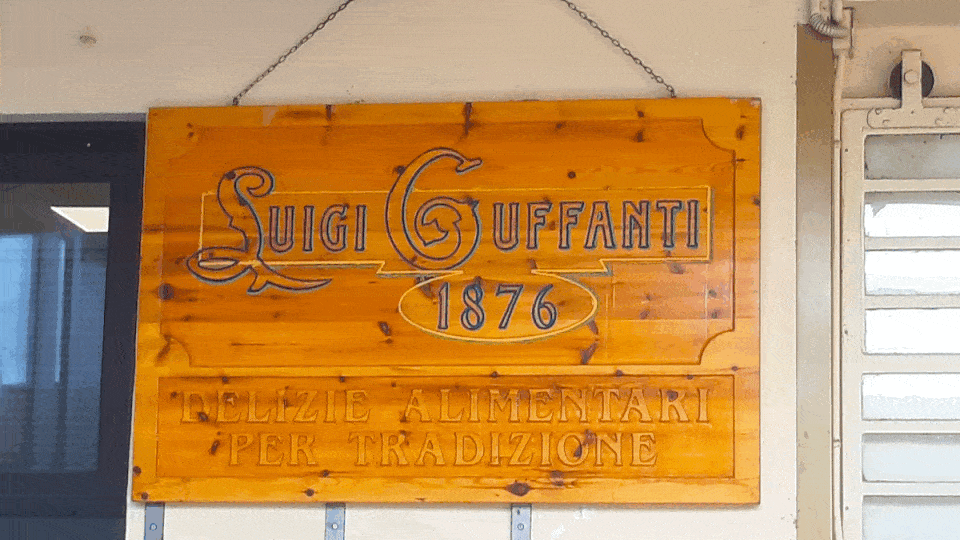 LUIGI GUFFANTI
1876
DELIZIE ALIMENTARI
PER TRADIZIONE